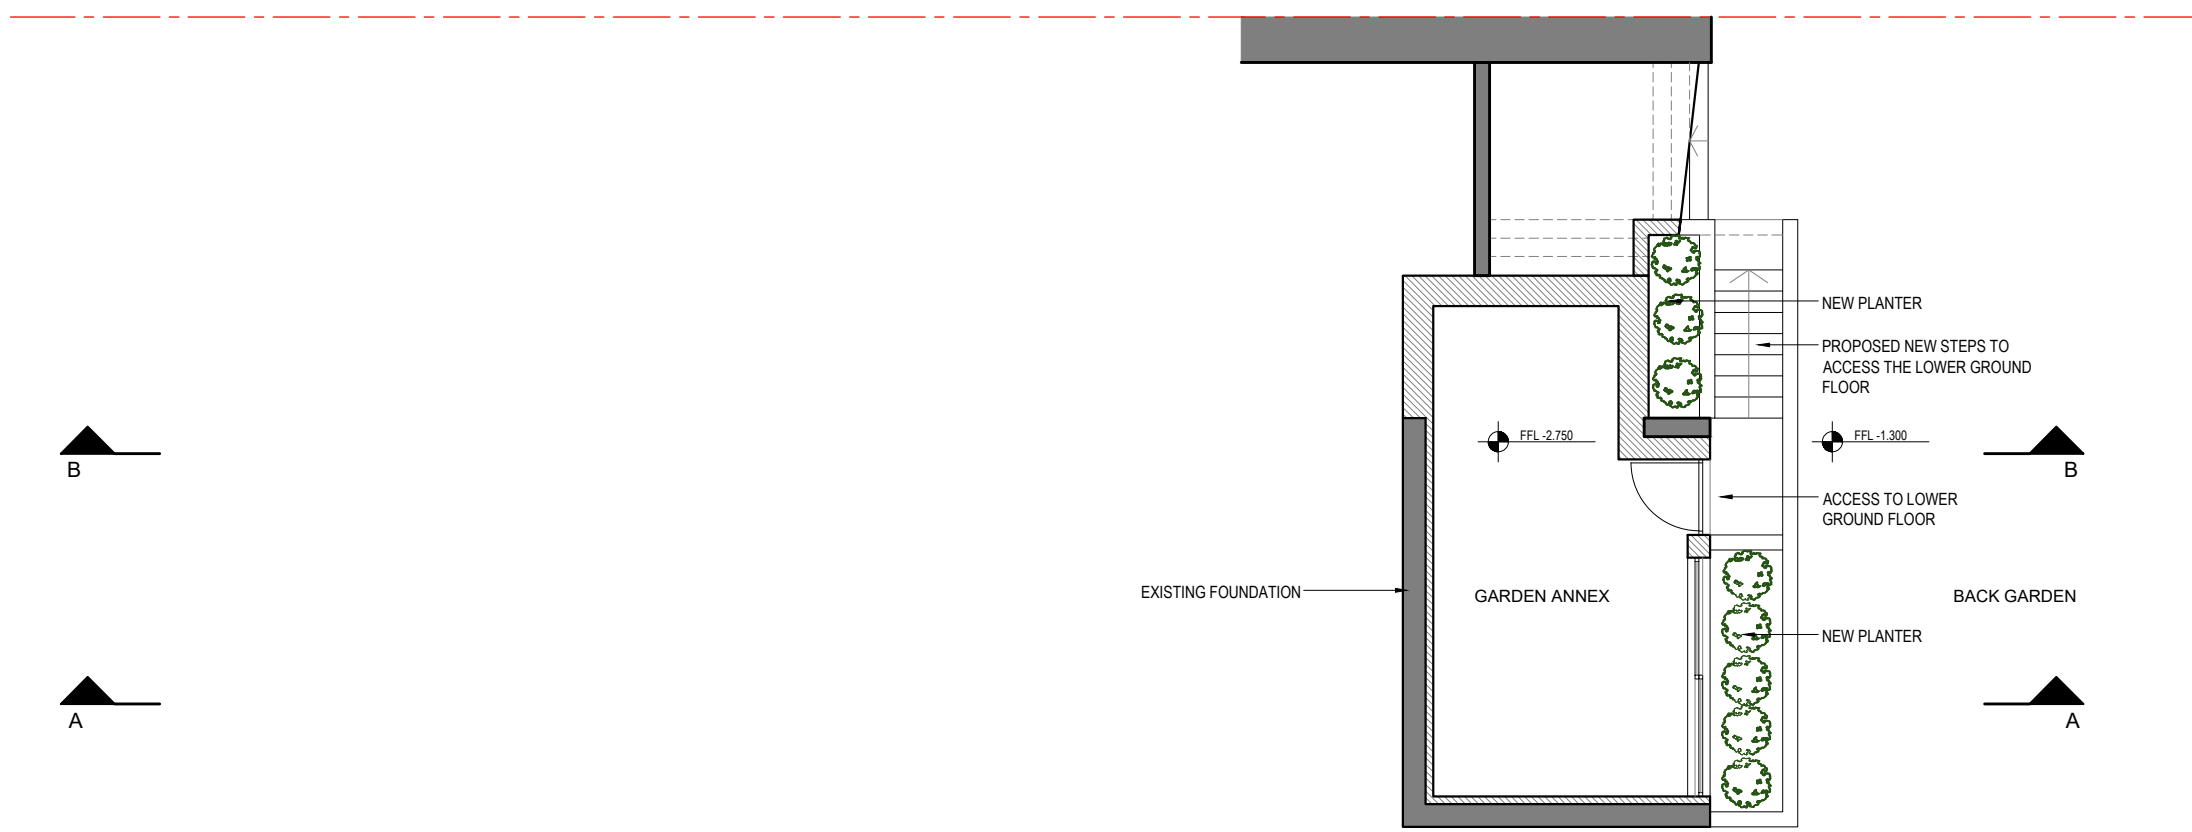 NEW PLANTER
PROPOSED NEW STEPS TO
ACCESS THE LOWER GROUND
FLOOR
FFL -2.750
FFL -1.300
B
B
ACCESS TO LOWER
GROUND FLOOR
EXISTING FOUNDATION
GARDEN ANNEX
BACK GARDEN
NEW PLANTER
A
A